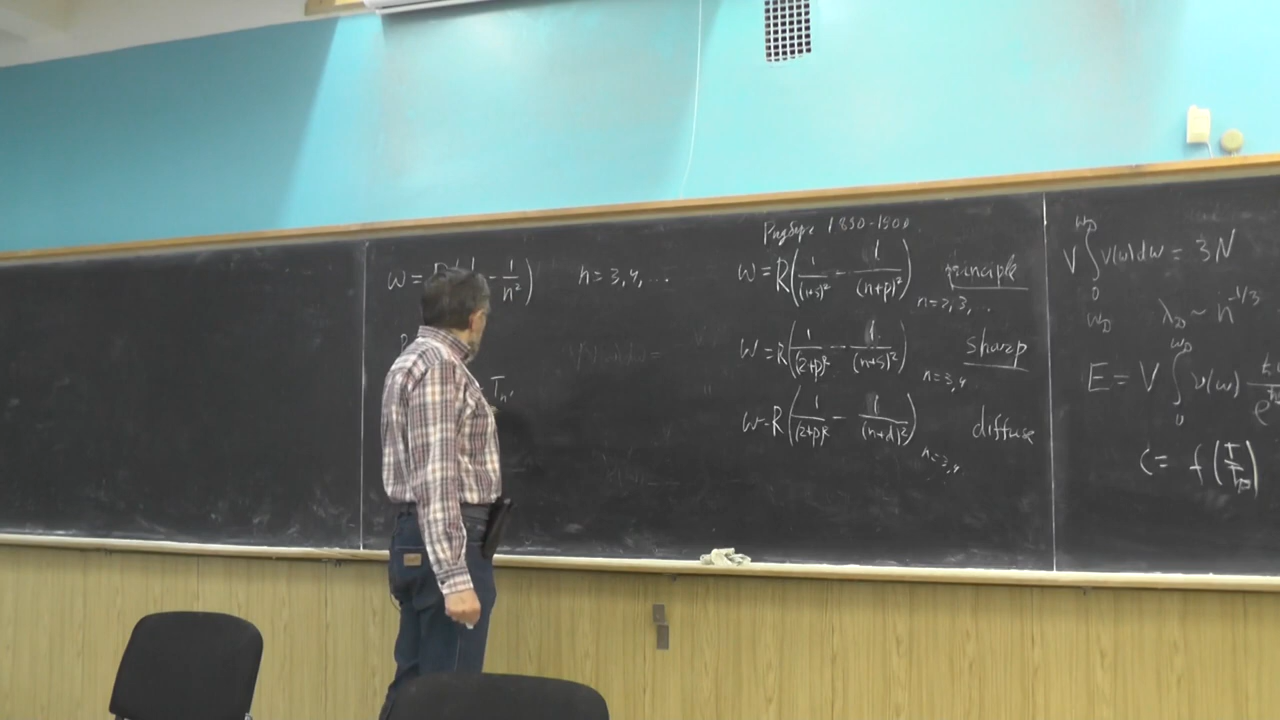 ω = R( 1/ - 1/n²) n = 3, 4, ...
T_n'
1890 - 1900
ω = R(1/(1+s)² - 1/(n+p)²) principle
n = 2, 3, ...
ω = R(1/(2+p)² - 1/(n+s)²) sharp
n = 3, 4
ω = R(1/(2+p)² - 1/(n+d)²) diffuse
n = 3, 4
V ∫₀^{ω_D} ν(ω)dω = 3N
ω_D λ_D ~ n^{-1/3}
E = V ∫₀^{ω_D} ν(ω)
C = f(T/T_D)